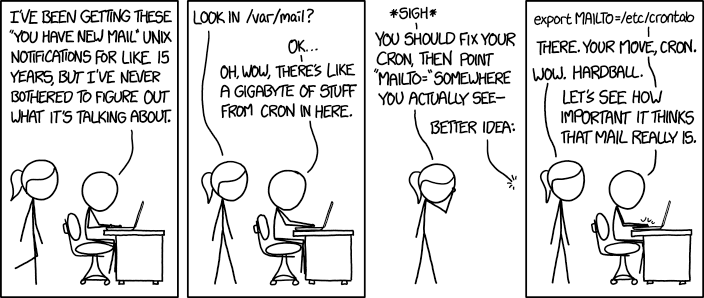 I'VE BEEN GETTING THESE
"YOU HAVE NEW MAIL" UNIX
NOTIFICATIONS FOR LIKE 15
YEARS, BUT I'VE NEVER
BOTHERED TO FIGURE OUT
WHAT IT'S TALKING ABOUT.
LOOK IN /var/mail?
OK...
OH, WOW, THERE'S LIKE
A GIGABYTE OF STUFF
FROM CRON IN HERE.
*SIGH*
YOU SHOULD FIX YOUR
CRON, THEN POINT
"MAILTO=" SOMEWHERE
YOU ACTUALLY SEE—
BETTER IDEA:
export MAILTO=/etc/crontab
THERE. YOUR MOVE, CRON.
WOW. HARDBALL.
LET'S SEE HOW
IMPORTANT IT THINKS
THAT MAIL REALLY IS.